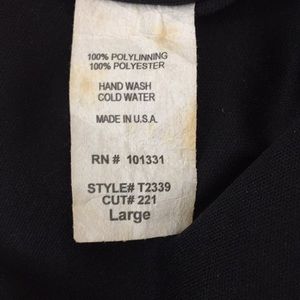 100% POLYLINNING
100% POLYESTER
HAND WASH
COLD WATER
MADE IN U.S.A.
RN # 101331
STYLE# T2339
CUT# 221
Large